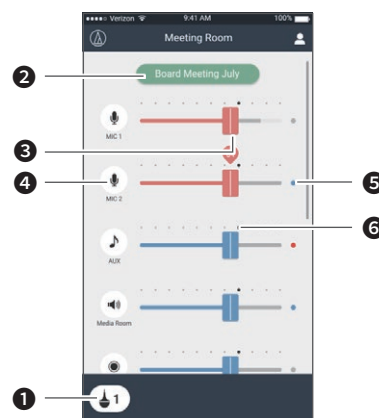 Verizon 9:41 AM 100%
Meeting Room
2
Board Meeting July
MIC 1
3
4
5
MIC 2
6
AUX
Media Room
1
1